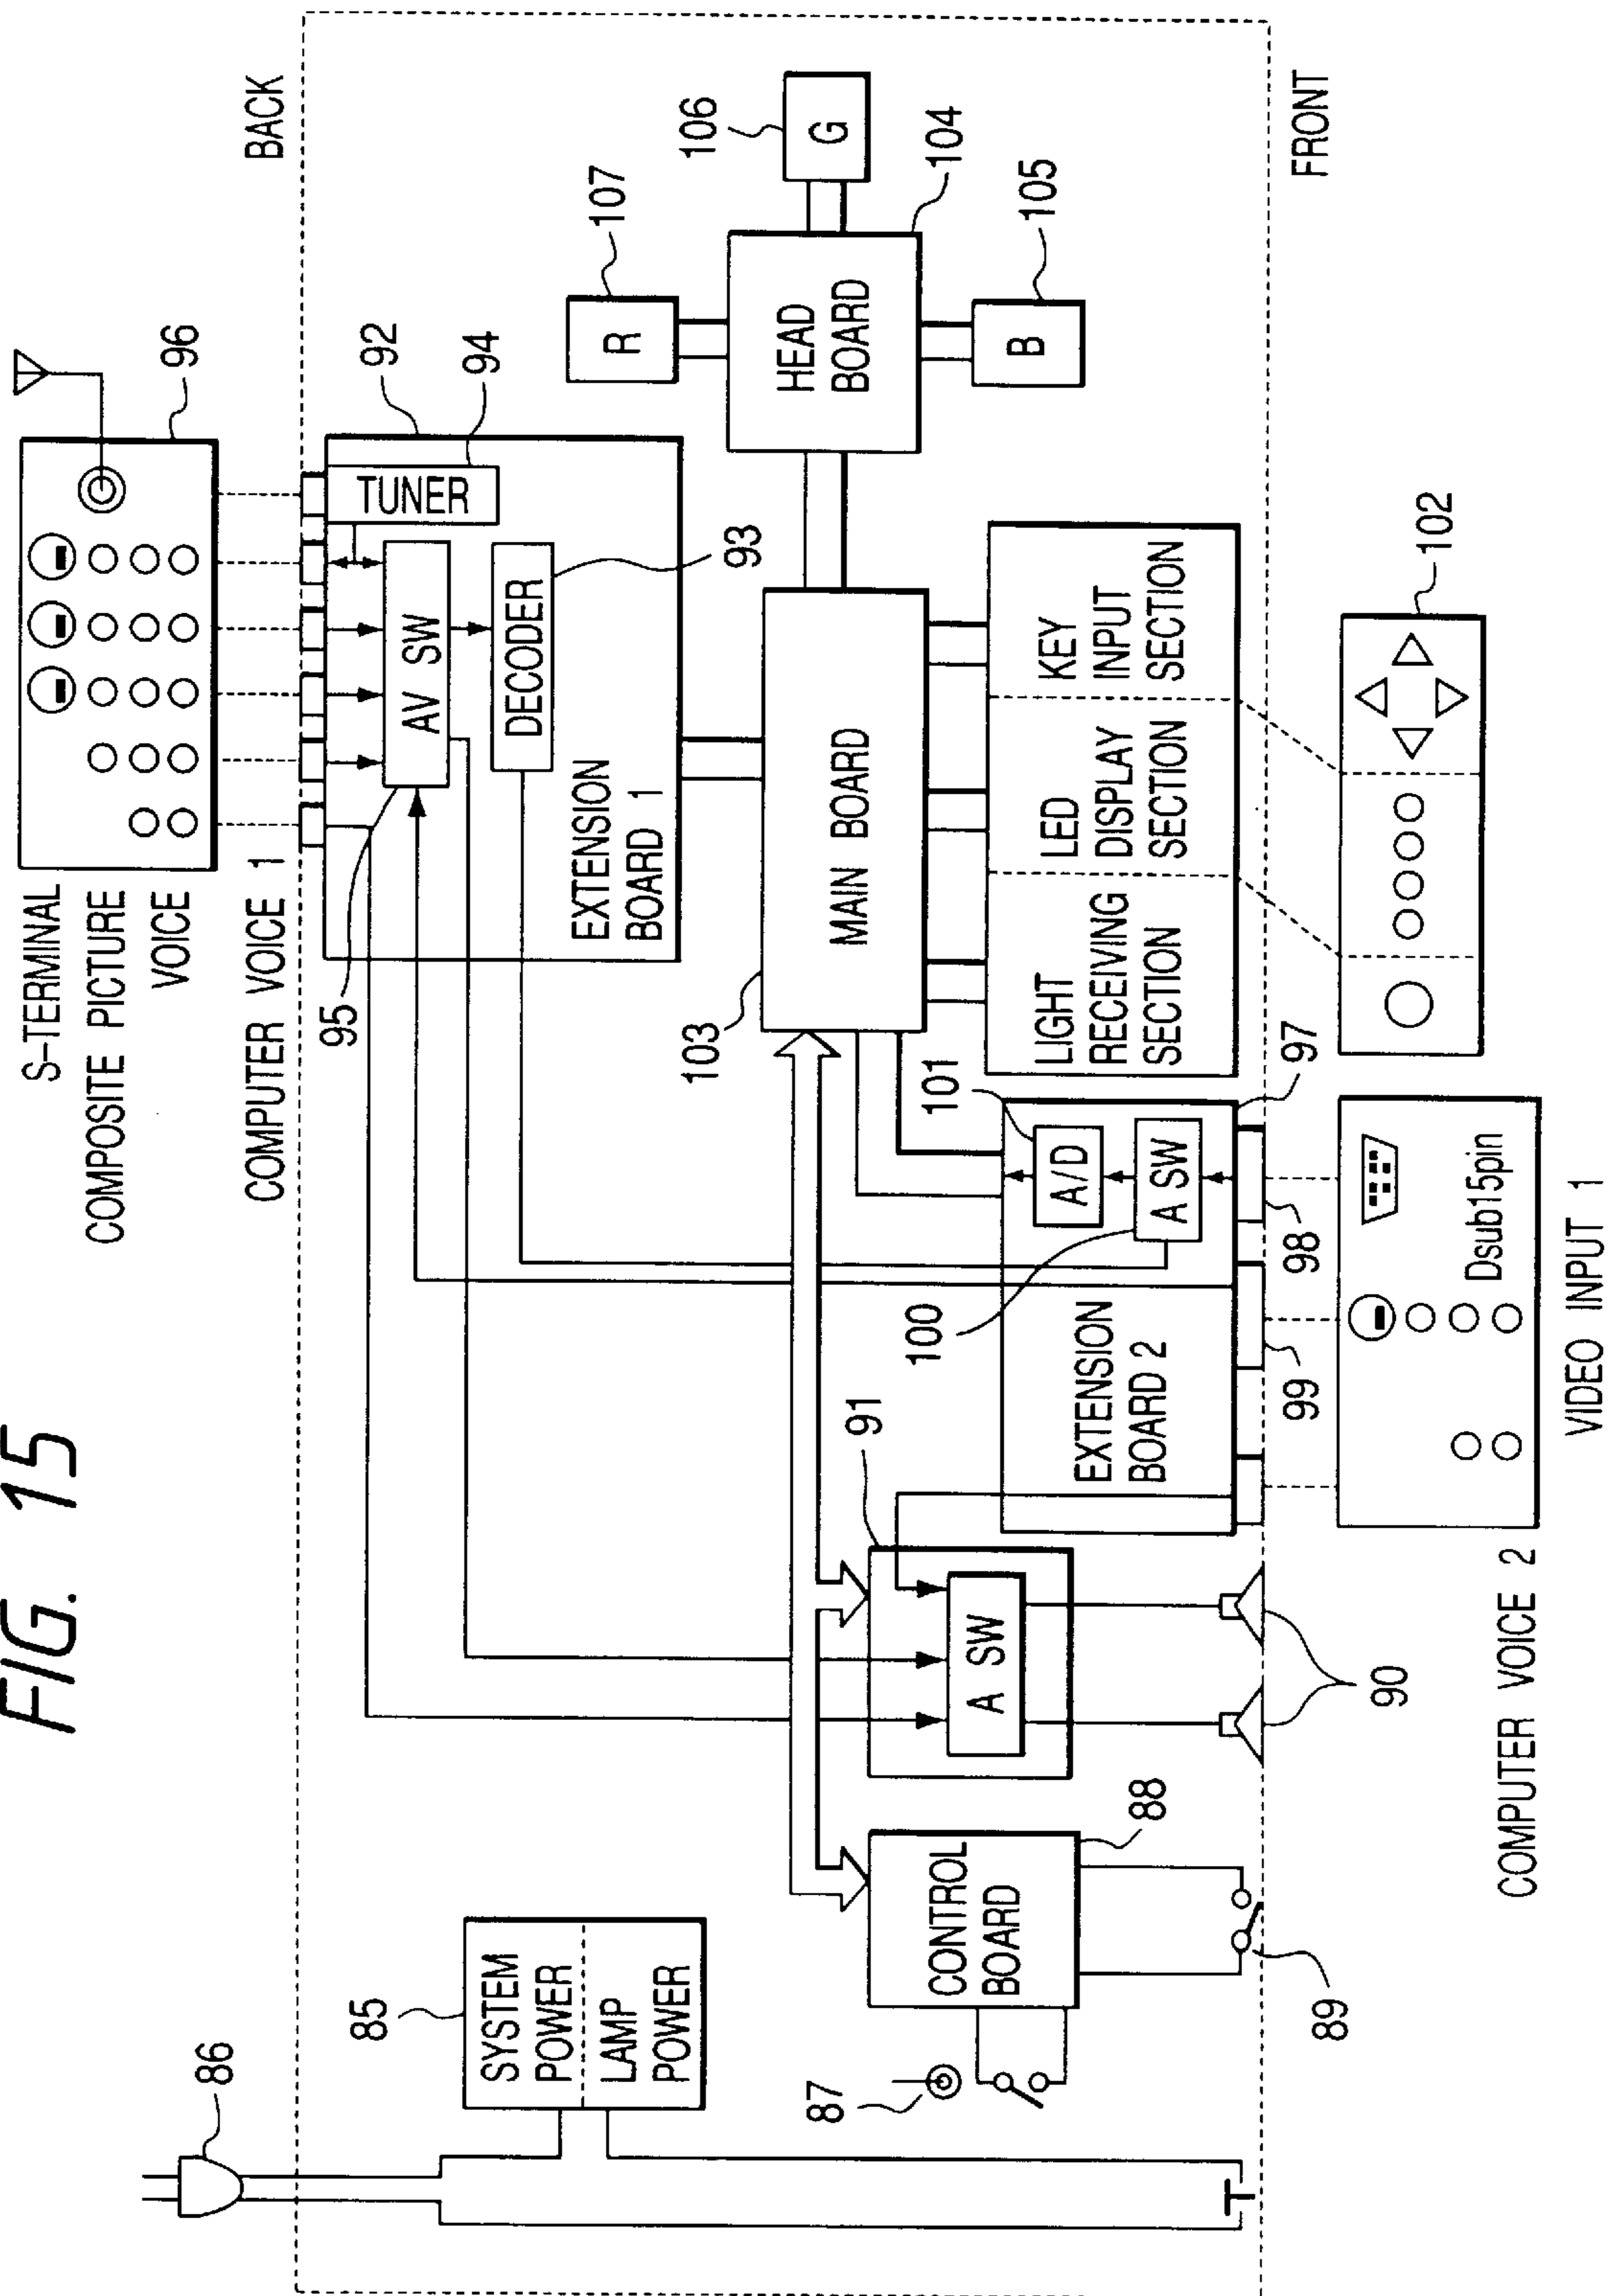 FIG. 15
BACK
FRONT
S-TERMINAL
COMPOSITE PICTURE
VOICE
COMPUTER VOICE 1
96
92
94
TUNER
AV SW
95
DECODER
93
EXTENSION
BOARD 1
86
85
SYSTEM
POWER
LAMP
POWER
87
CONTROL
BOARD
88
89
91
A SW
90
103
MAIN BOARD
HEAD
BOARD
104
R
107
G
106
B
105
EXTENSION
BOARD 2
97
101
A/D
A SW
100
98
99
LIGHT
RECEIVING
SECTION
LED
DISPLAY
SECTION
KEY
INPUT
SECTION
102
Dsub15pin
COMPUTER VOICE 2
VIDEO INPUT 1